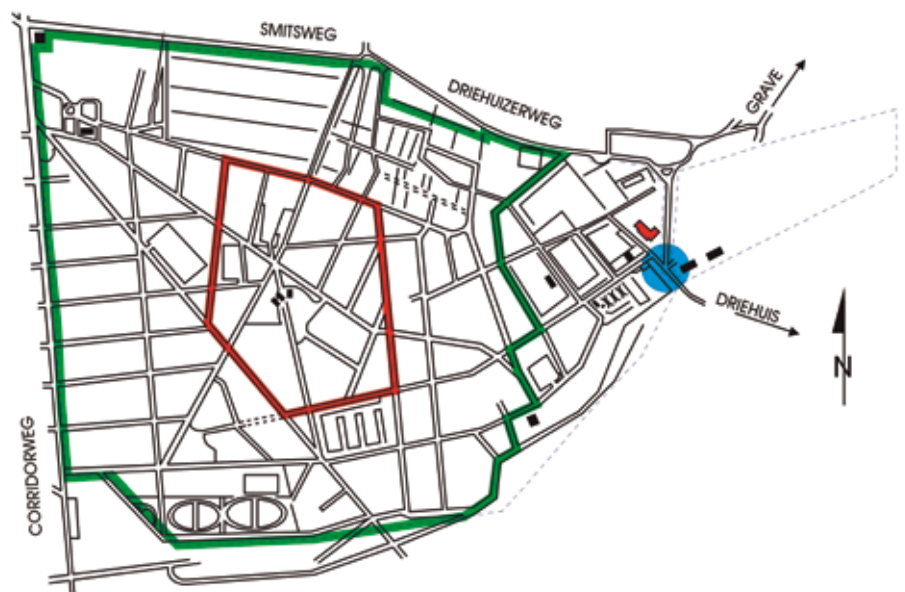 SMITSWEG
DRIEHUIZERWEG
GRAVE
DRIEHUIS
N
CORRIDORWEG